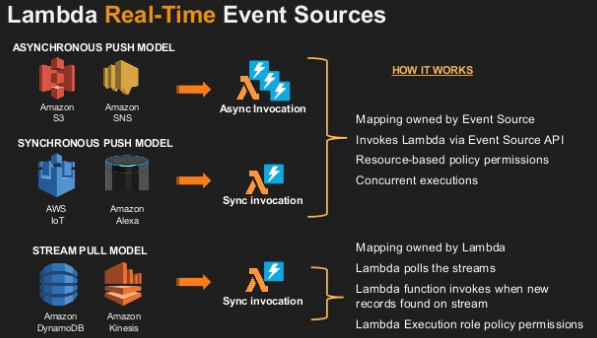 Lambda Real-Time Event Sources
ASYNCHRONOUS PUSH MODEL
Amazon
S3
Amazon
SNS
Async Invocation
SYNCHRONOUS PUSH MODEL
AWS
IoT
Amazon
Alexa
Sync invocation
HOW IT WORKS
Mapping owned by Event Source
Invokes Lambda via Event Source API
Resource-based policy permissions
Concurrent executions
STREAM PULL MODEL
Amazon
DynamoDB
Amazon
Kinesis
Sync invocation
Mapping owned by Lambda
Lambda polls the streams
Lambda function invokes when new
records found on stream
Lambda Execution role policy permissions